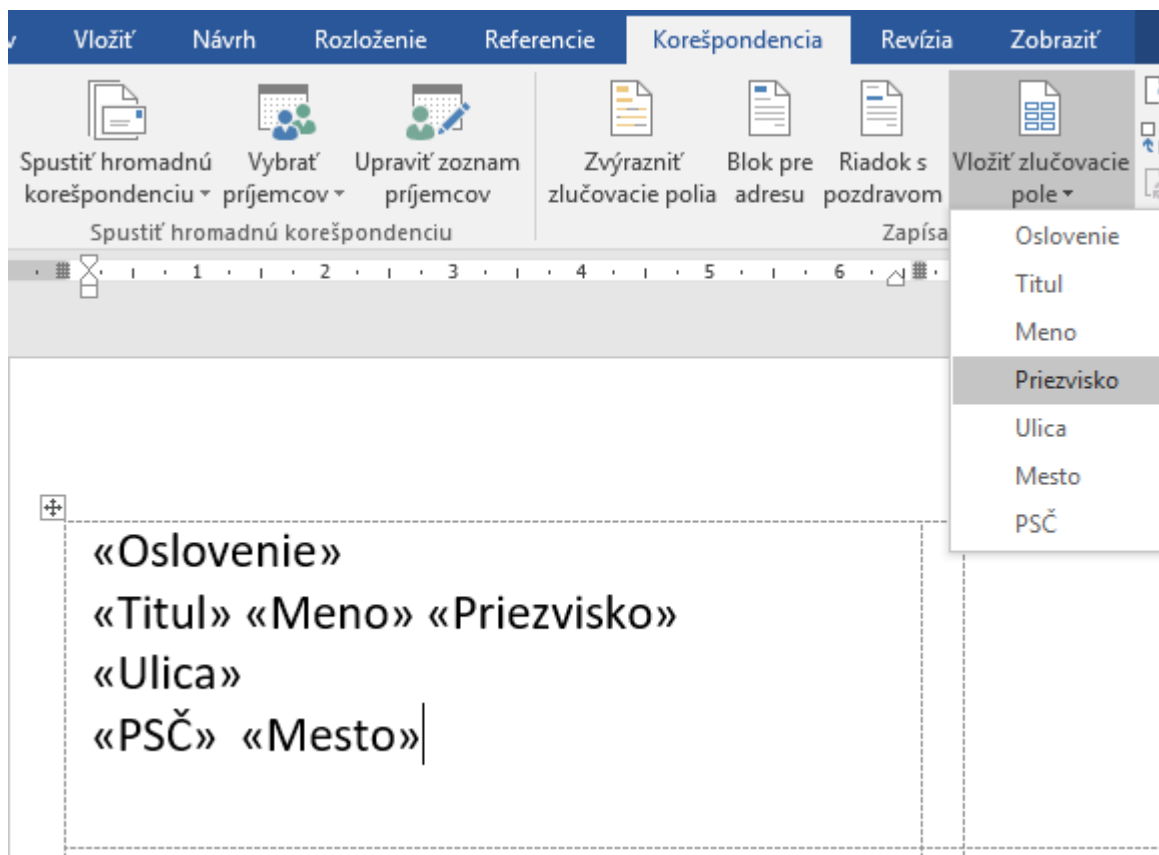 Vložiť Návrh Rozloženie Referencie Korešpondencia Revízia Zobraziť
Spustiť hromadnú korešpondenciu
Vybrať príjemcov
Upraviť zoznam príjemcov
Zvýrazniť zlučovacie polia
Blok pre adresu
Riadok s pozdravom
Vložiť zlučovacie pole
Spustiť hromadnú korešpondenciu
Oslovenie
Titul
Meno
Priezvisko
Ulica
Mesto
PSČ
1 2 3 4 5 6
«Oslovenie»
«Titul» «Meno» «Priezvisko»
«Ulica»
«PSČ» «Mesto»